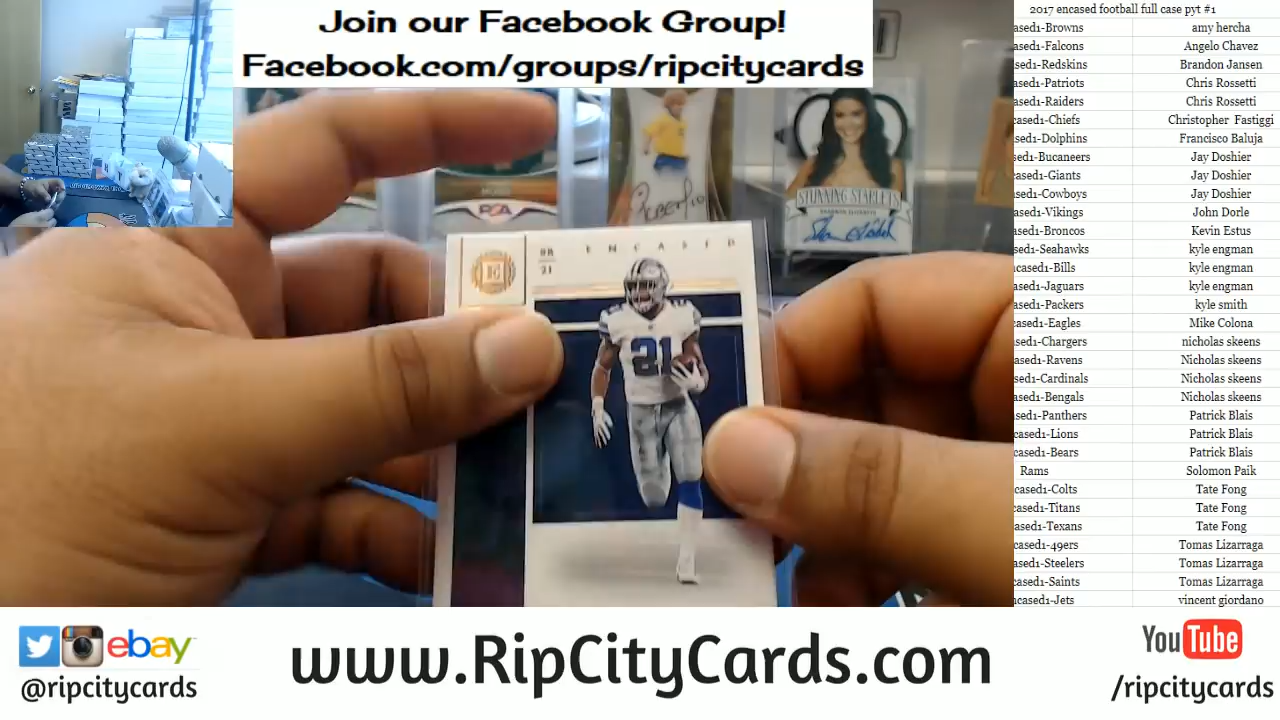 Join our Facebook Group!
Facebook.com/groups/ripcitycards
2017 encased football full case pyt #1
ased1-Browns amy hercha
ased1-Falcons Angelo Chavez
ased1-Redskins Brandon Jansen
ased1-Patriots Chris Rossetti
ased1-Raiders Chris Rossetti
ased1-Chiefs Christopher Fastiggi
ased1-Dolphins Francisco Baluja
sed1-Bucaneers Jay Doshier
ased1-Giants Jay Doshier
ased1-Cowboys Jay Doshier
ased1-Vikings John Dorle
ased1-Broncos Kevin Estus
sed1-Seahawks kyle engman
ncased1-Bills kyle engman
ased1-Jaguars kyle engman
ased1-Packers kyle smith
cased1-Eagles Mike Colona
ased1-Chargers nicholas skeens
ased1-Ravens Nicholas skeens
sed1-Cardinals Nicholas skeens
ased1-Bengals Nicholas skeens
ased1-Panthers Patrick Blais
cased1-Lions Patrick Blais
cased1-Bears Patrick Blais
Rams Solomon Paik
cased1-Colts Tate Fong
cased1-Titans Tate Fong
ased1-Texans Tate Fong
cased1-49ers Tomas Lizarraga
ased1-Steelers Tomas Lizarraga
ased1-Saints Tomas Lizarraga
ncased1-Jets vincent giordano
STUNNING STARLETS
PSA
ENCASED
RB
21
21
ebay
@ripcitycards
www.RipCityCards.com
YouTube
/ripcitycards